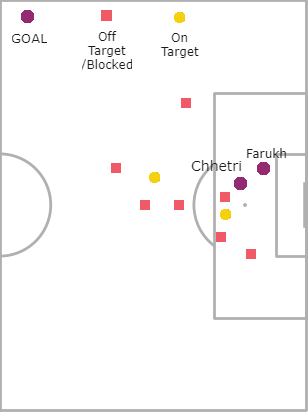 GOAL
Off
Target
/Blocked
On
Target
Farukh
Chhetri